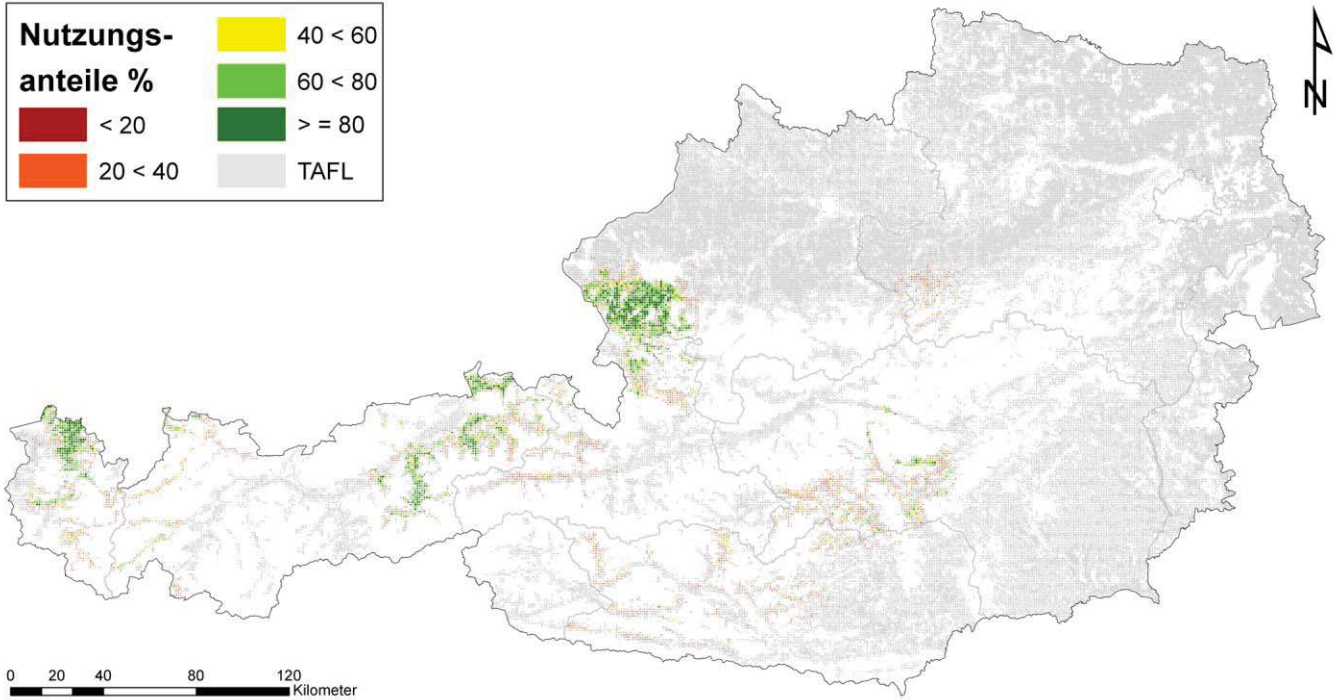 Nutzungs-
anteile %
< 20
20 < 40
40 < 60
60 < 80
> = 80
TAFL
N
0 20 40 80 120
Kilometer